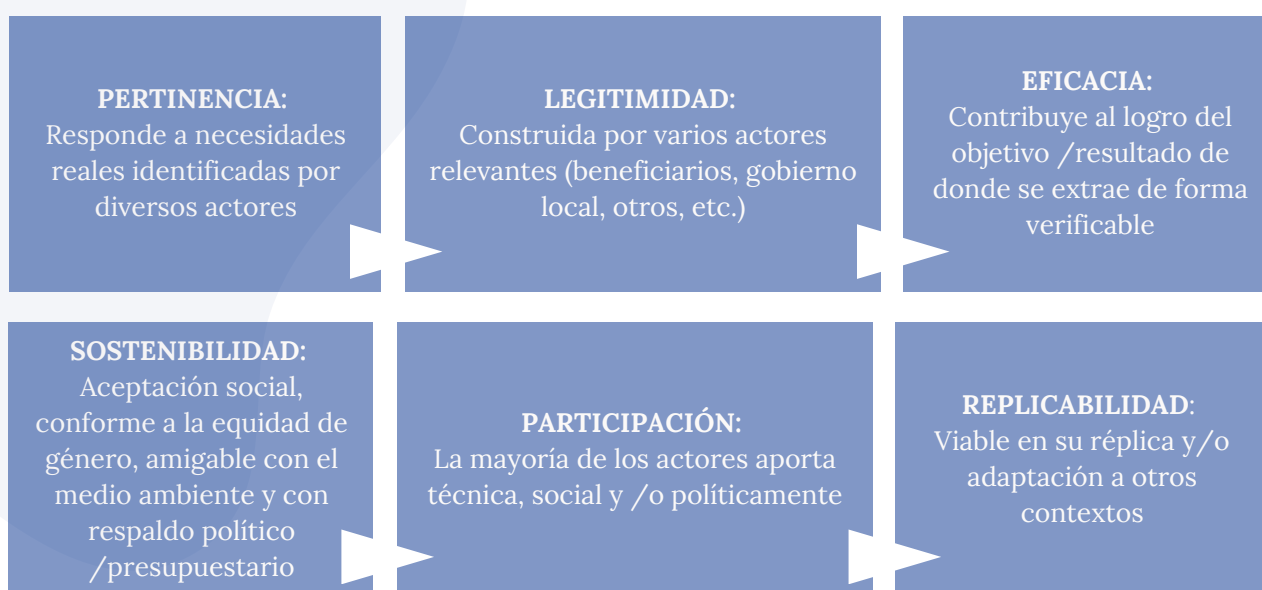 PERTINENCIA:
Responde a necesidades
reales identificadas por
diversos actores
LEGITIMIDAD:
Construida por varios actores
relevantes (beneficiarios, gobierno
local, otros, etc.)
EFICACIA:
Contribuye al logro del
objetivo /resultado de
donde se extrae de forma
verificable
SOSTENIBILIDAD:
Aceptación social,
conforme a la equidad de
género, amigable con el
medio ambiente y con
respaldo político
/presupuestario
PARTICIPACIÓN:
La mayoría de los actores aporta
técnica, social y /o políticamente
REPLICABILIDAD:
Viable en su réplica y/o
adaptación a otros
contextos